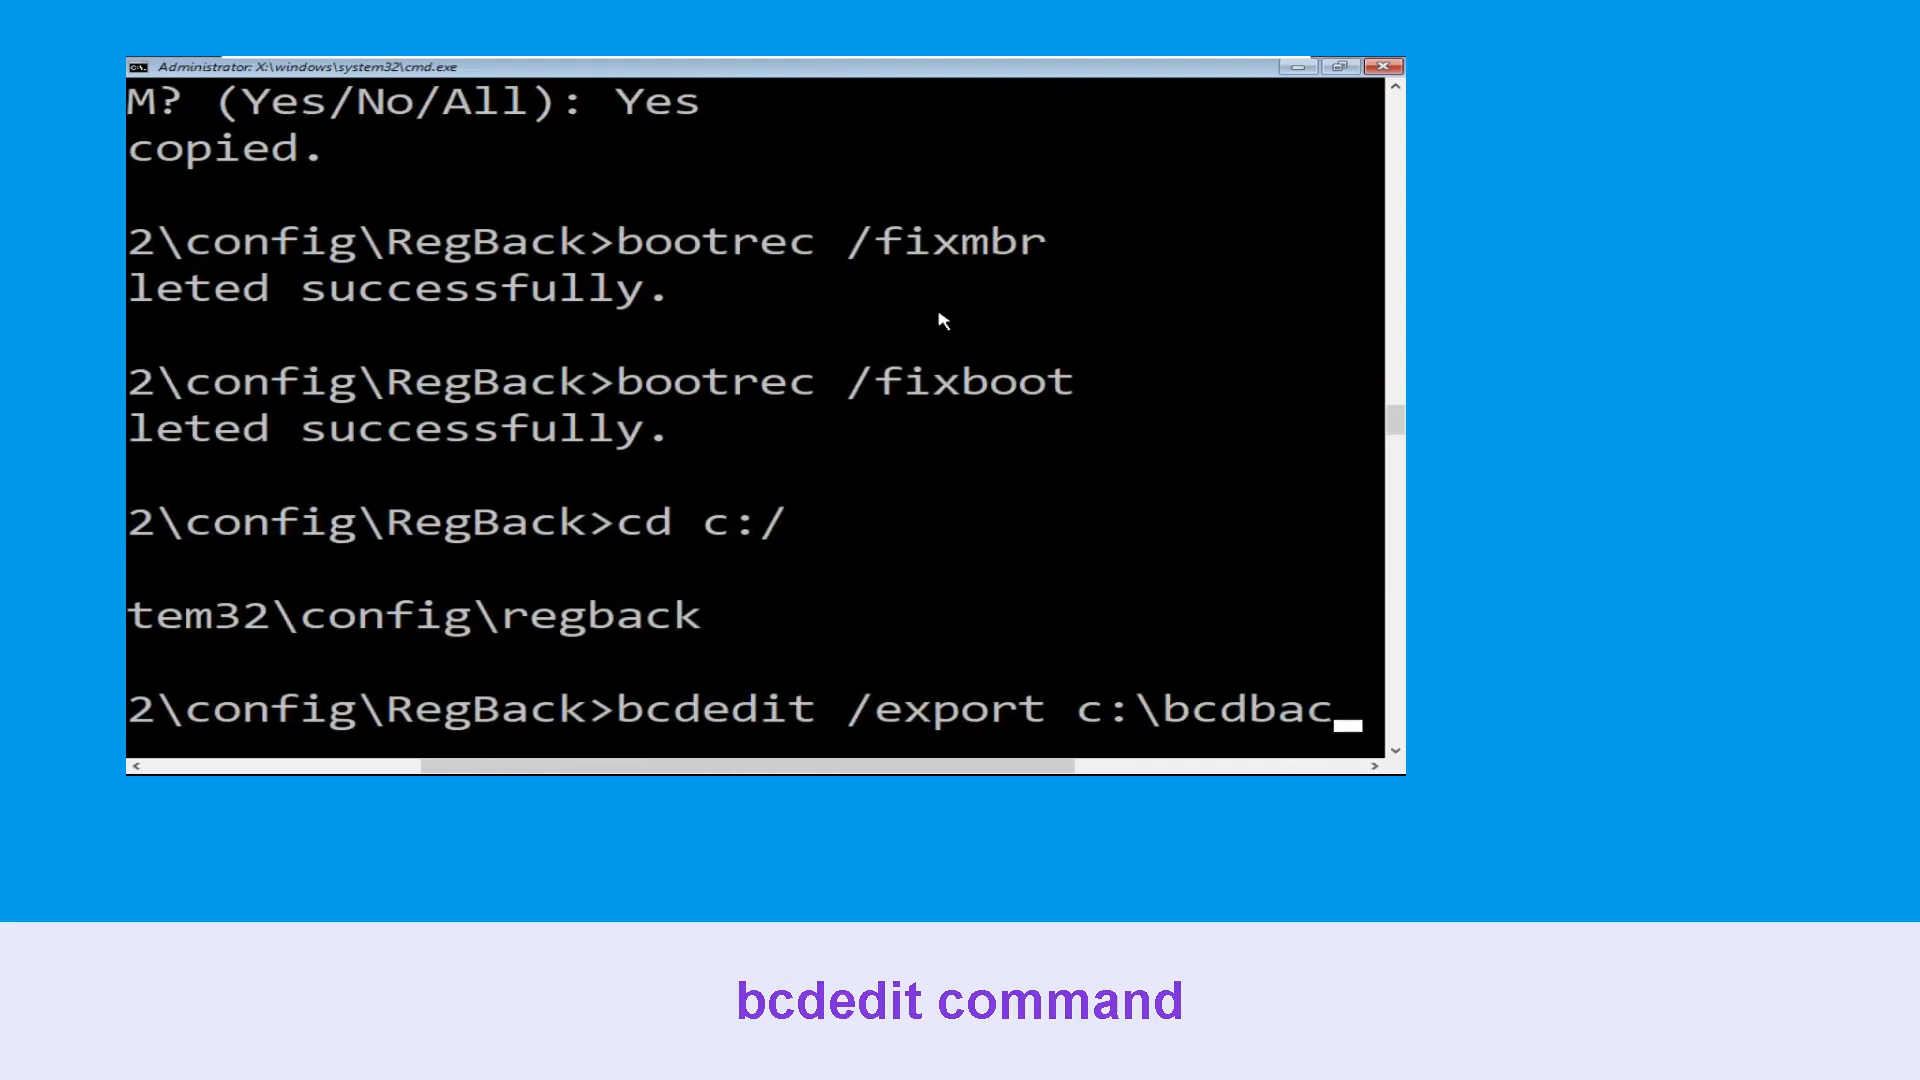 Administrator: X:\windows\system32\cmd.exe
M? (Yes/No/All): Yes
copied.
2\config\RegBack>bootrec /fixmbr
leted successfully.
2\config\RegBack>bootrec /fixboot
leted successfully.
2\config\RegBack>cd c:/
tem32\config\regback
2\config\RegBack>bcdedit /export c:\bcdbac
bcdedit command